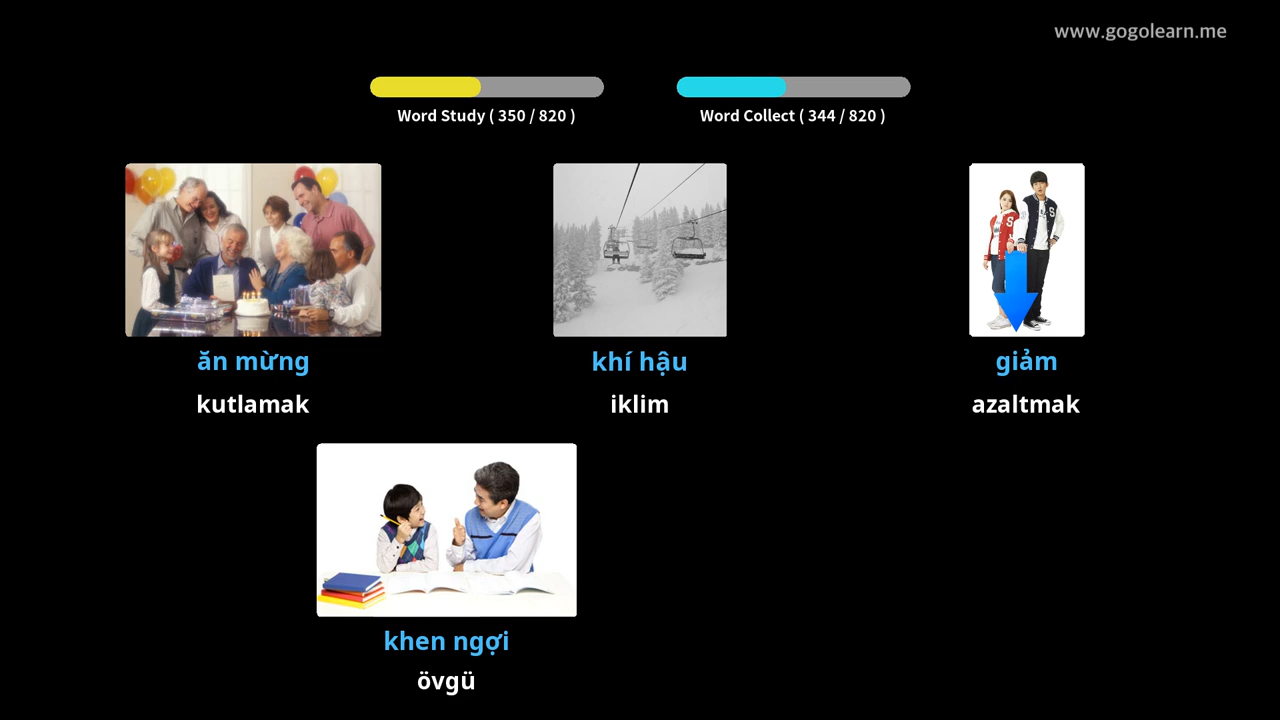 www.gogolearn.me
Word Study ( 350 / 820 )
Word Collect ( 344 / 820 )
ăn mừng
kutlamak
khí hậu
iklim
giảm
azaltmak
khen ngợi
övgü